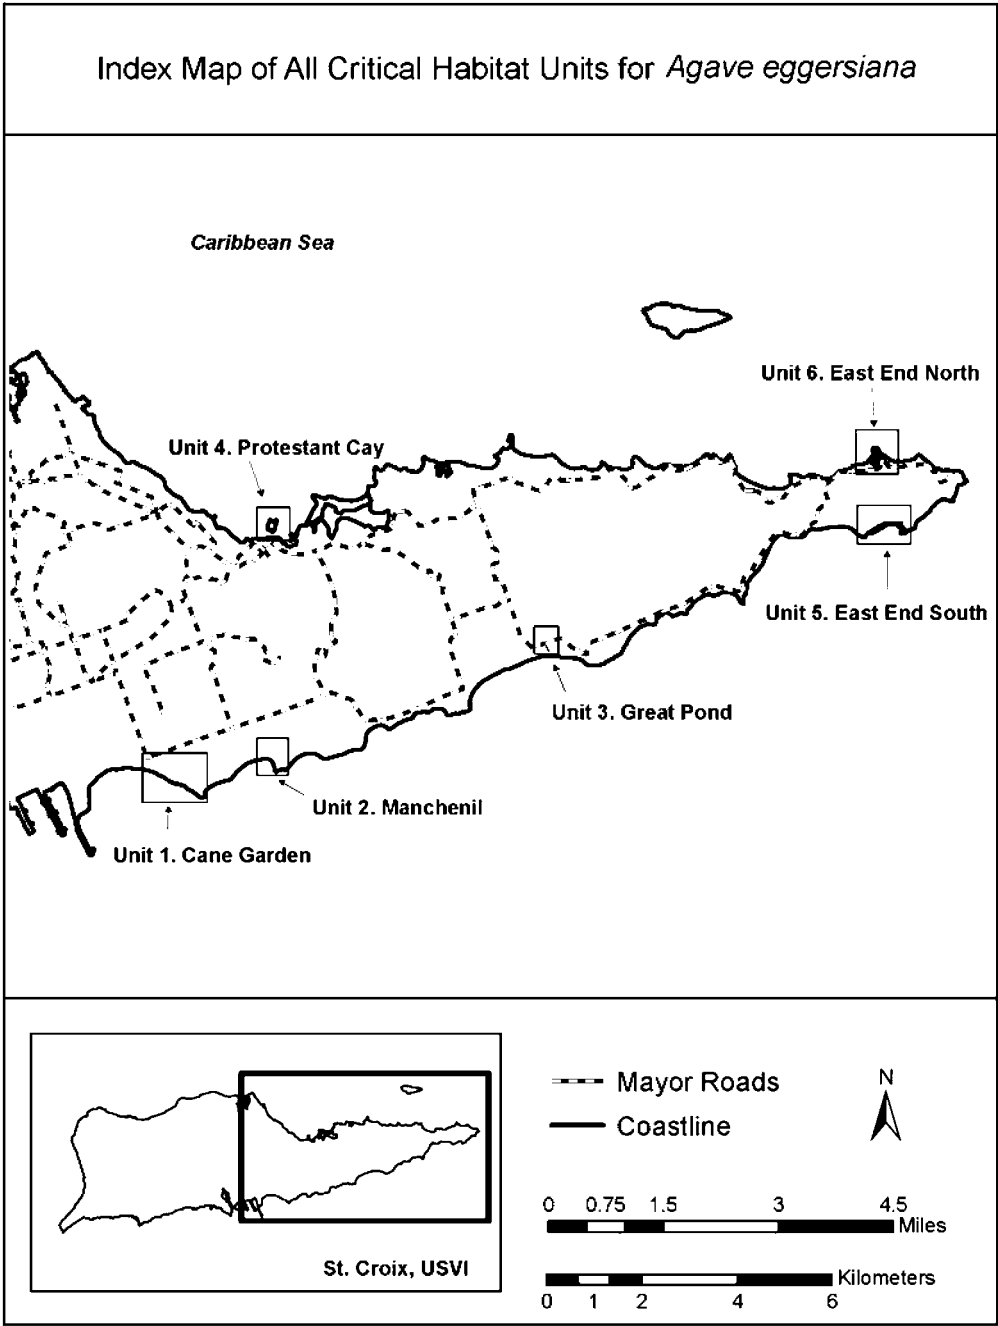 Index Map of All Critical Habitat Units for Agave eggersiana
Caribbean Sea
Unit 6. East End North
Unit 4. Protestant Cay
Unit 5. East End South
Unit 3. Great Pond
Unit 2. Manchenil
Unit 1. Cane Garden
St. Croix, USVI
Mayor Roads
Coastline
N
0 0.75 1.5 3 4.5
Miles
Kilometers
0 1 2 4 6